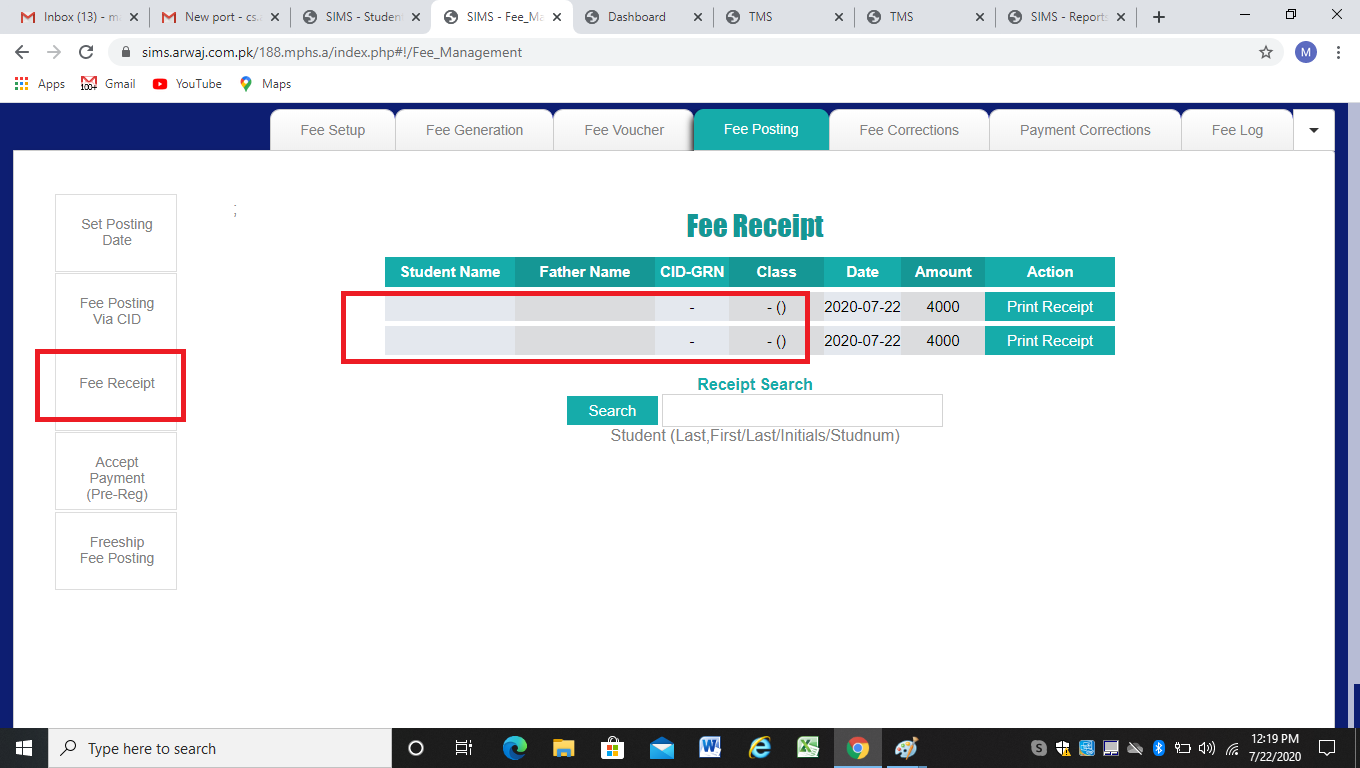 Inbox (13) - m
New port - cs.
SIMS - Studen
SIMS - Fee_Ma
Dashboard
TMS
TMS
SIMS - Reports
sims.arwaj.com.pk/188.mphs.a/index.php#!/Fee_Management
M
Apps
100+
Gmail
YouTube
Maps
Fee Setup
Fee Generation
Fee Voucher
Fee Posting
Fee Corrections
Payment Corrections
Fee Log
Set Posting
Date
Fee Posting
Via CID
Fee Receipt
Accept
Payment
(Pre-Reg)
Freeship
Fee Posting
;
Fee Receipt
Student Name Father Name CID-GRN Class Date Amount Action
- - () 2020-07-22 4000 Print Receipt
- - () 2020-07-22 4000 Print Receipt
Receipt Search
Search
Student (Last,First/Last/Initials/Studnum)
Type here to search
12:19 PM
7/22/2020